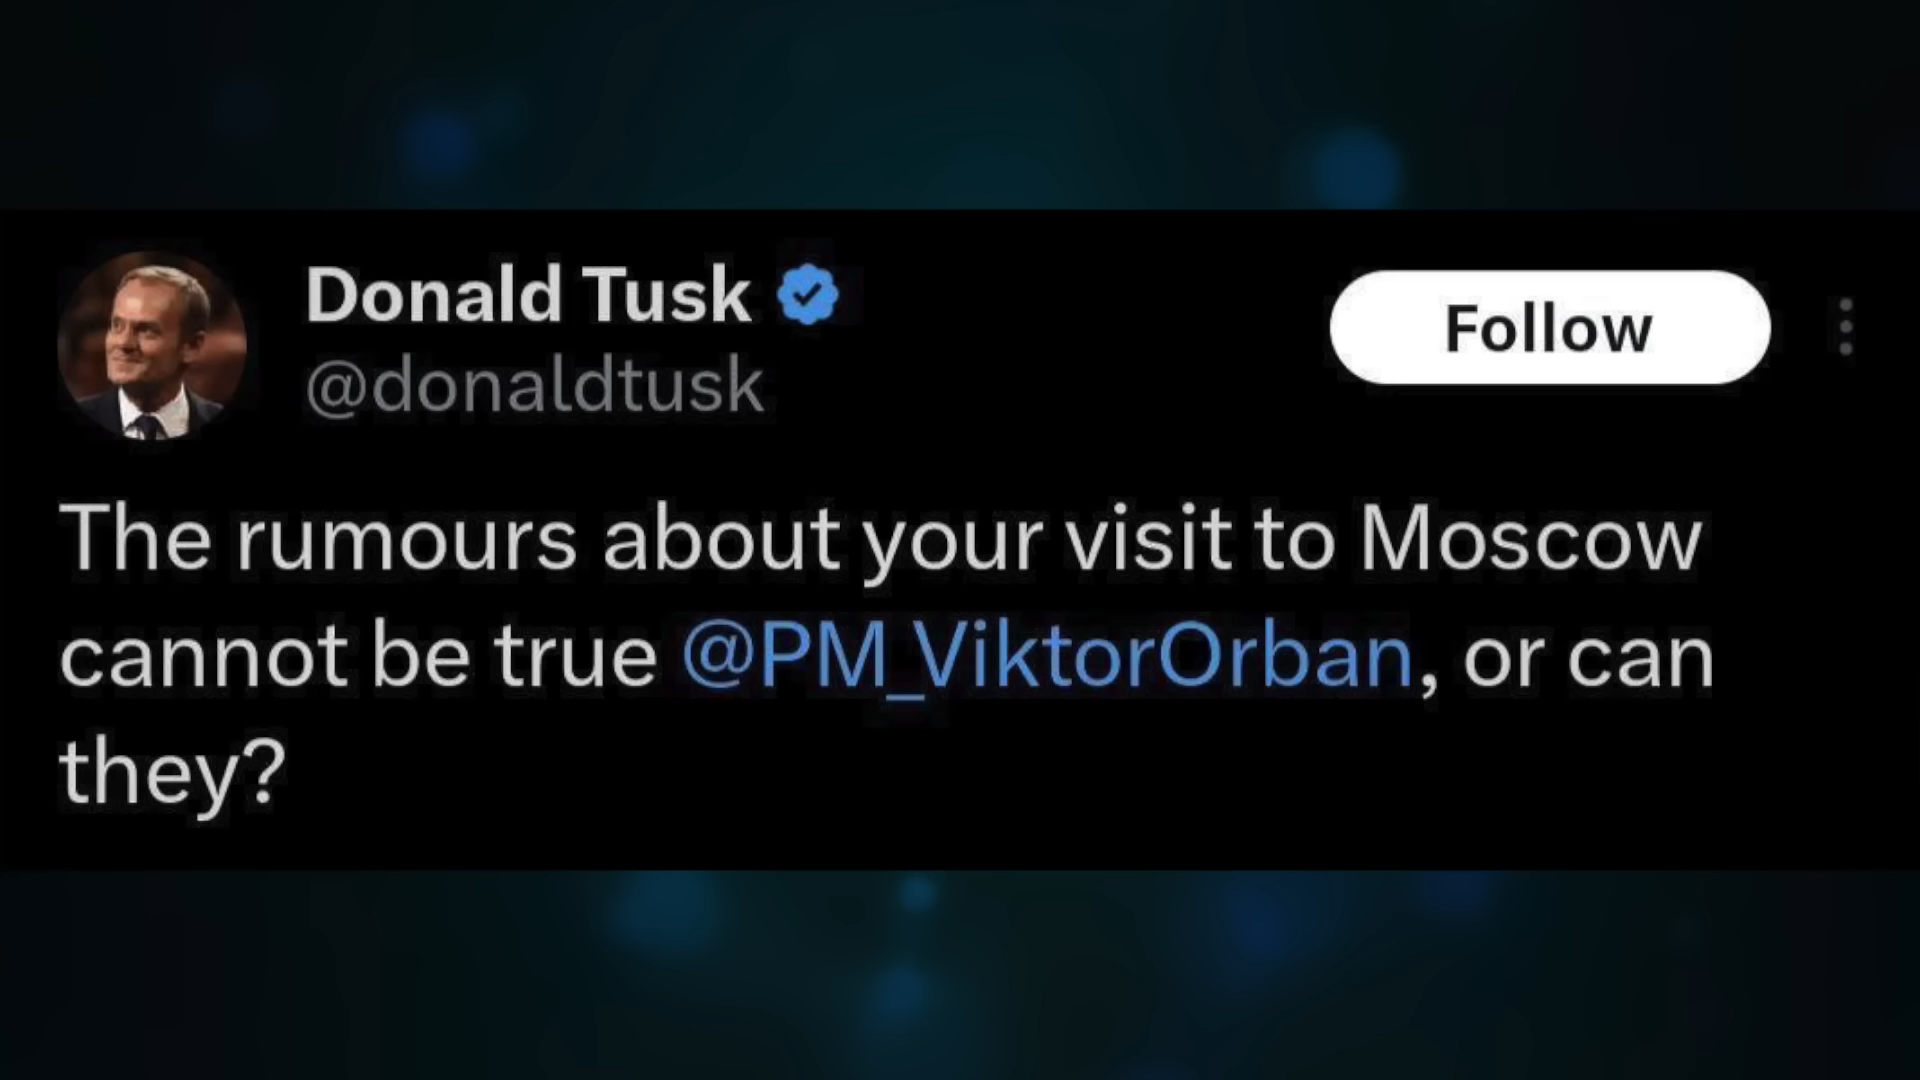 Donald Tusk
@donaldtusk
Follow
The rumours about your visit to Moscow
cannot be true @PM_ViktorOrban, or can
they?